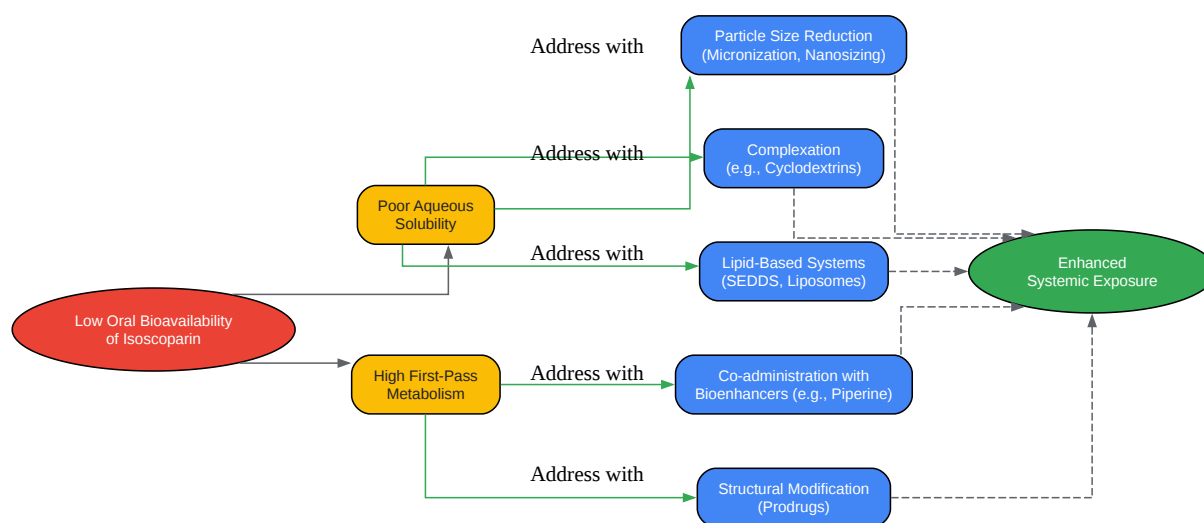 Address with
Particle Size Reduction
(Micronization, Nanosizing)
Address with
Complexation
(e.g., Cyclodextrins)
Poor Aqueous
Solubility
Address with
Lipid-Based Systems
(SEDDS, Liposomes)
Enhanced
Systemic Exposure
Low Oral Bioavailability
of Isoscoparin
High First-Pass
Metabolism
Address with
Co-administration with
Bioenhancers (e.g., Piperine)
Address with
Structural Modification
(Prodrugs)